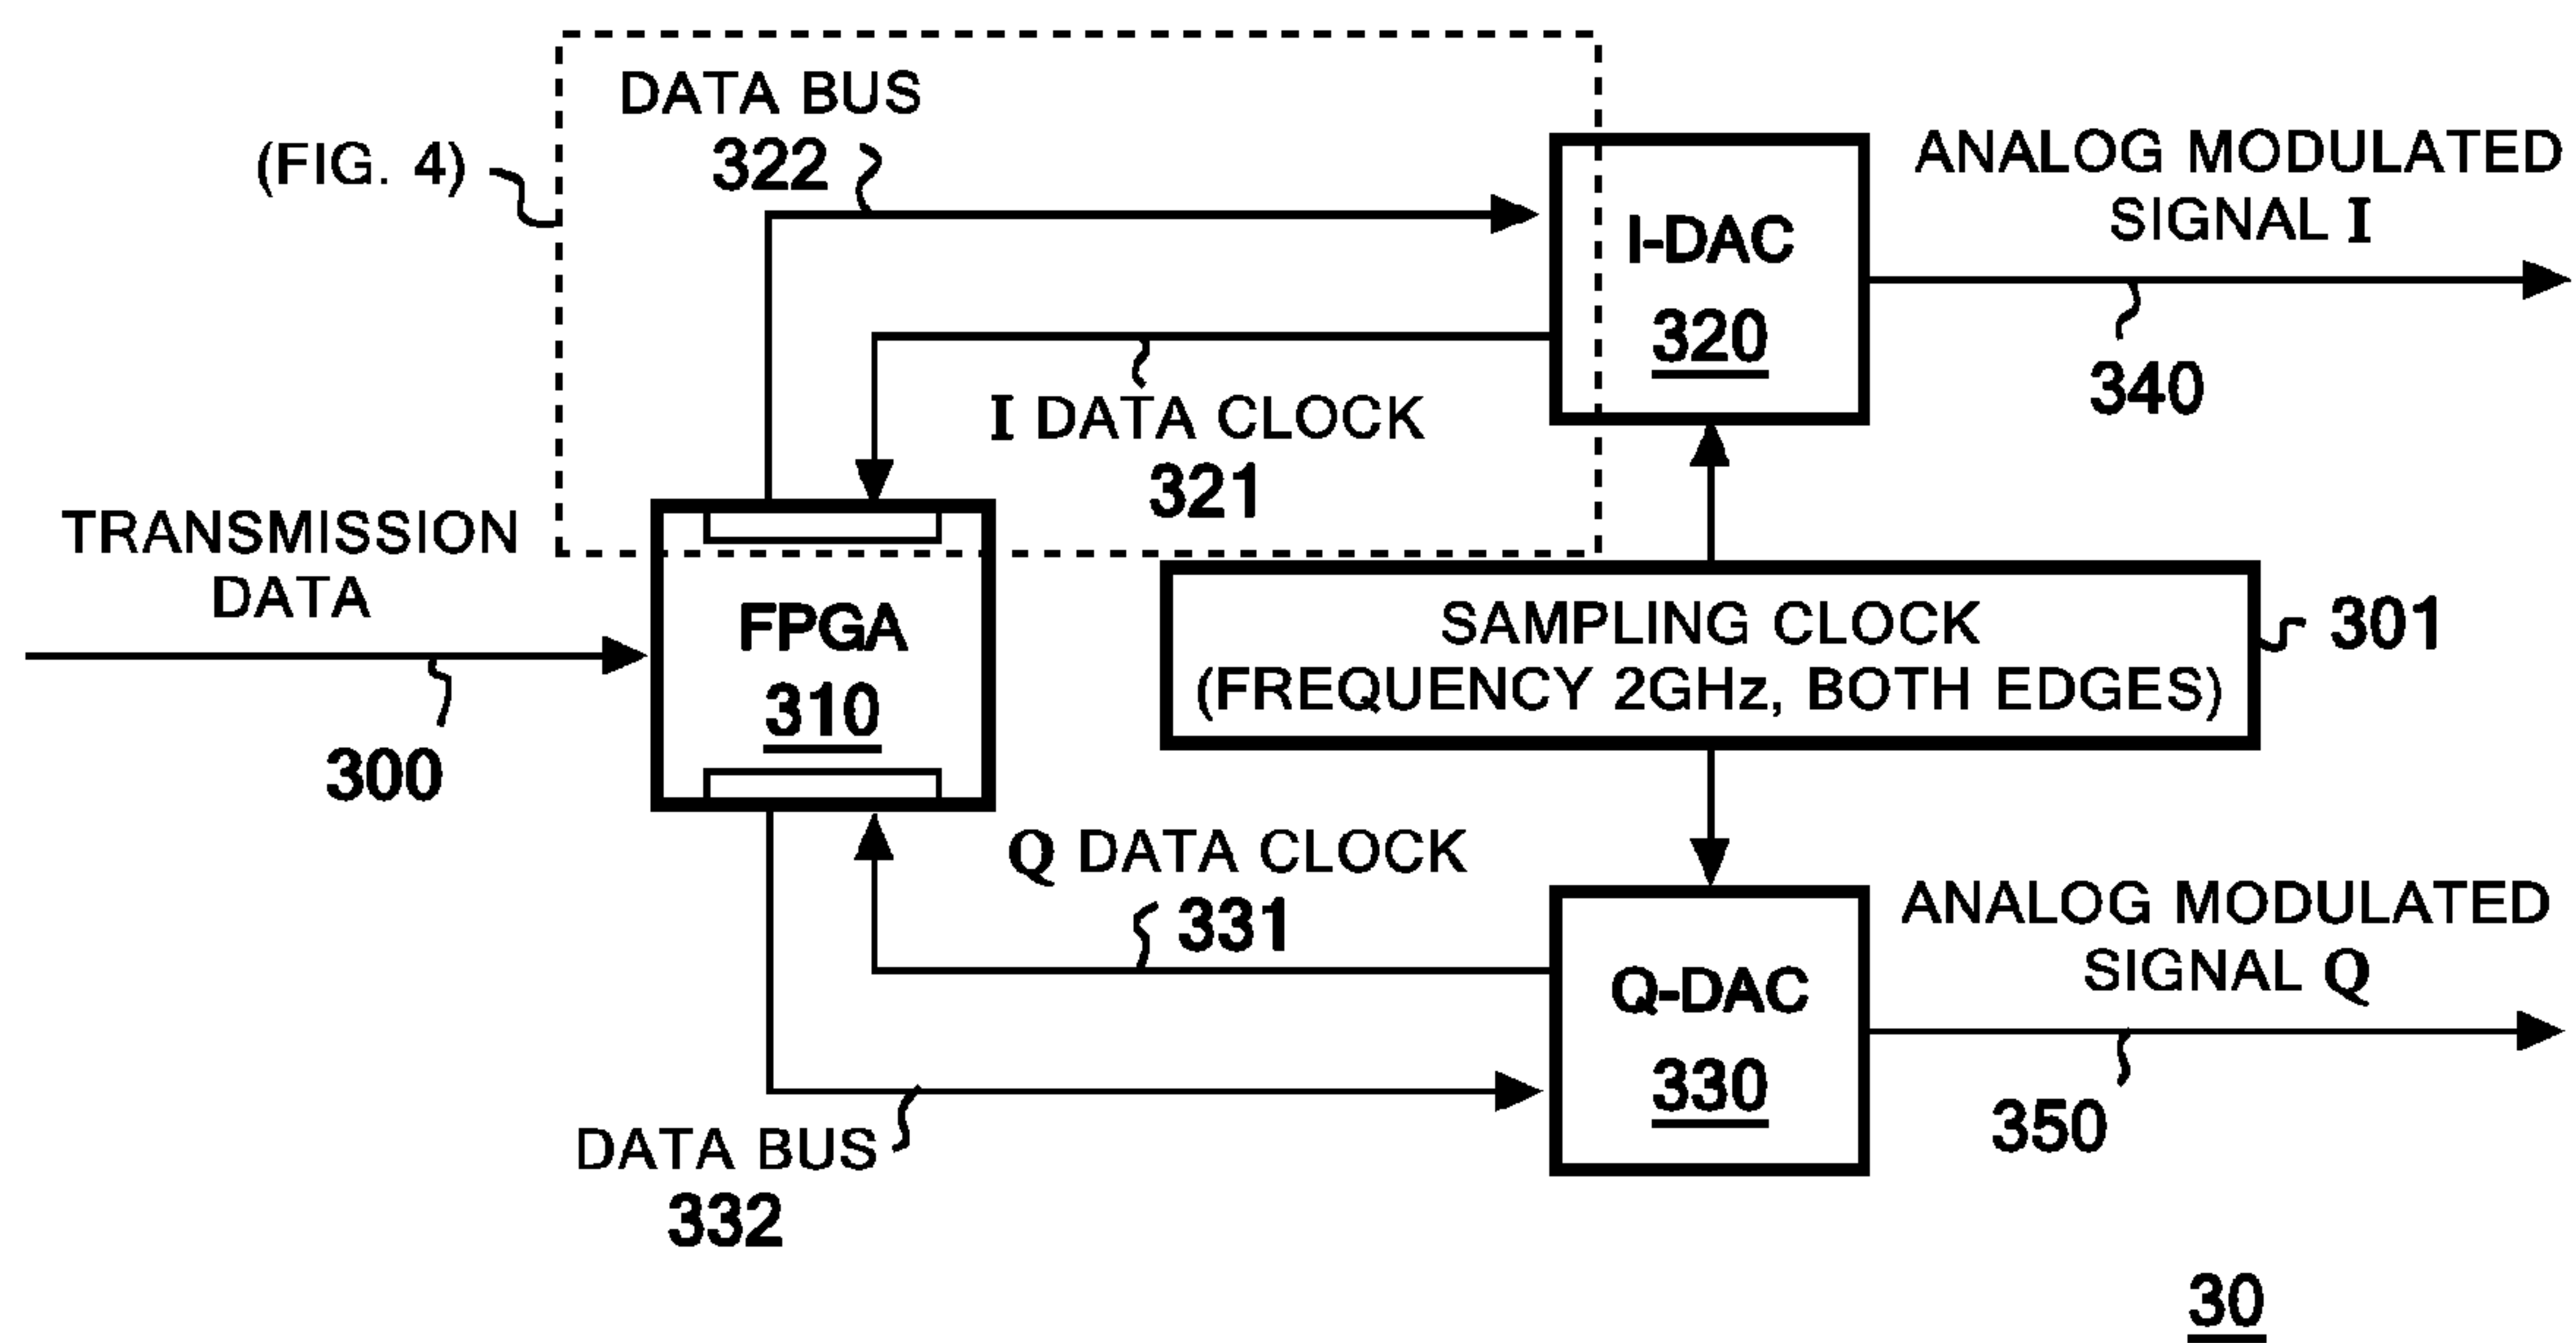 DATA BUS
322
(FIG. 4)
ANALOG MODULATED
SIGNAL I
I-DAC
320
340
I DATA CLOCK
321
TRANSMISSION
DATA
300
FPGA
310
SAMPLING CLOCK
(FREQUENCY 2GHz, BOTH EDGES)
301
Q DATA CLOCK
331
ANALOG MODULATED
SIGNAL Q
Q-DAC
330
350
DATA BUS
332
30